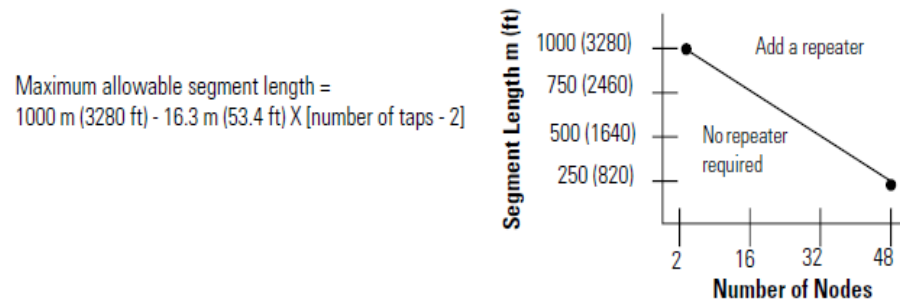 Maximum allowable segment length =
1000 m (3280 ft) - 16.3 m (53.4 ft) X [number of taps - 2]
Segment Length m (ft)
1000 (3280)
750 (2460)
500 (1640)
250 (820)
Add a repeater
No repeater
required
2
16
32
48
Number of Nodes